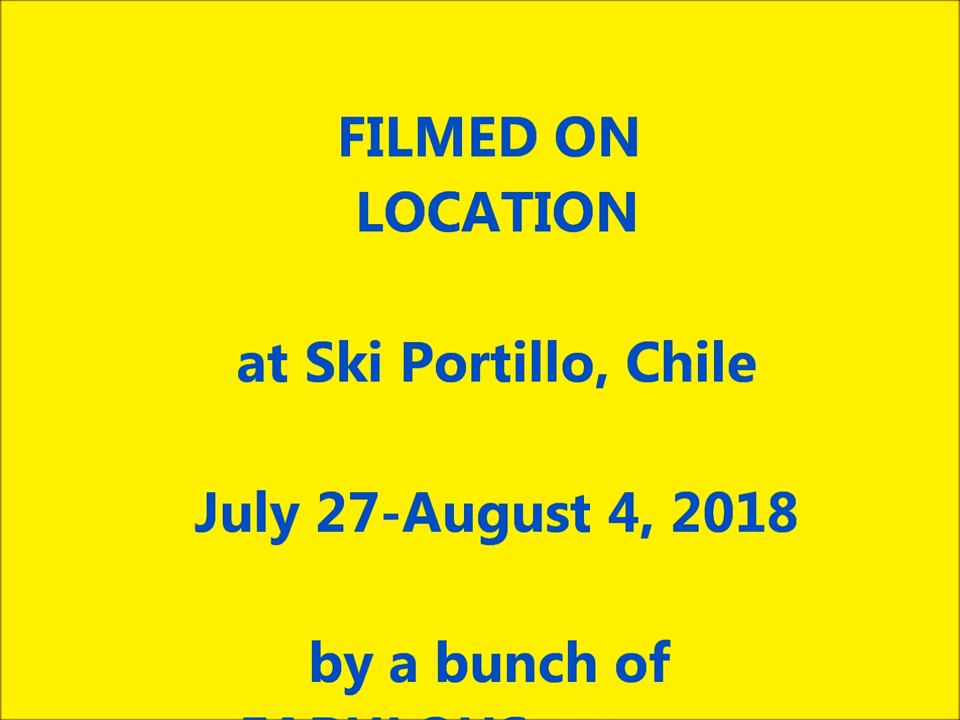 FILMED ON
LOCATION
at Ski Portillo, Chile
July 27-August 4, 2018
by a bunch of